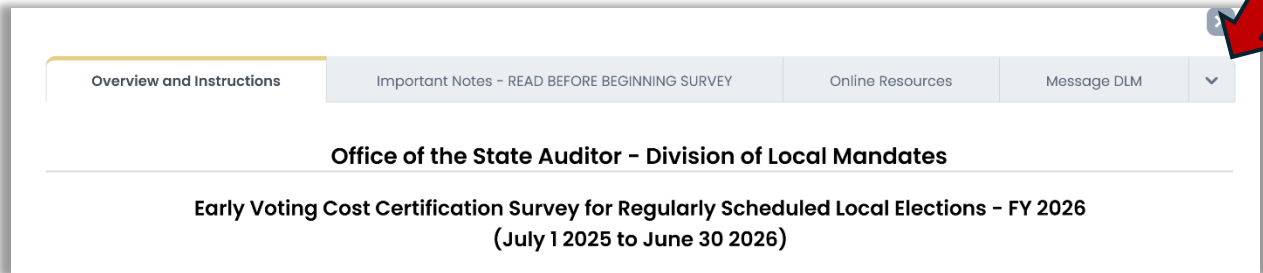 Overview and Instructions
Important Notes - READ BEFORE BEGINNING SURVEY
Online Resources
Message DLM
Office of the State Auditor - Division of Local Mandates
Early Voting Cost Certification Survey for Regularly Scheduled Local Elections - FY 2026
(July 1 2025 to June 30 2026)